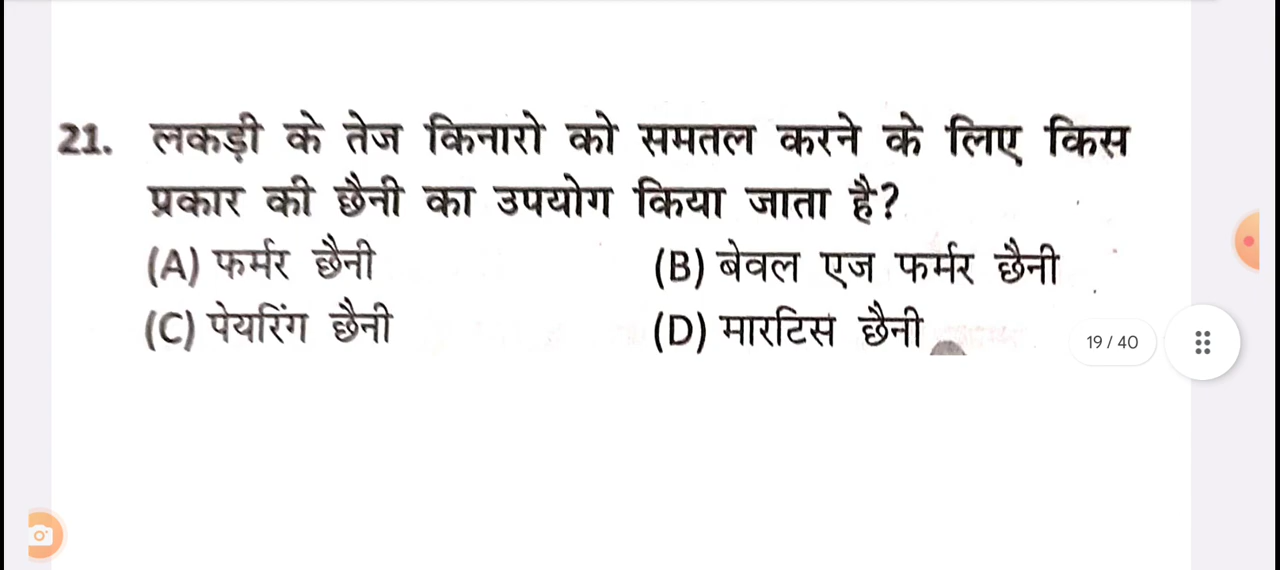 21. लकड़ी के तेज किनारो को समतल करने के लिए किस
प्रकार की छैनी का उपयोग किया जाता है?
(A) फर्मर छैनी (B) बेवल एज फर्मर छैनी
(C) पेयरिंग छैनी (D) मारटिस छैनी
19 / 40